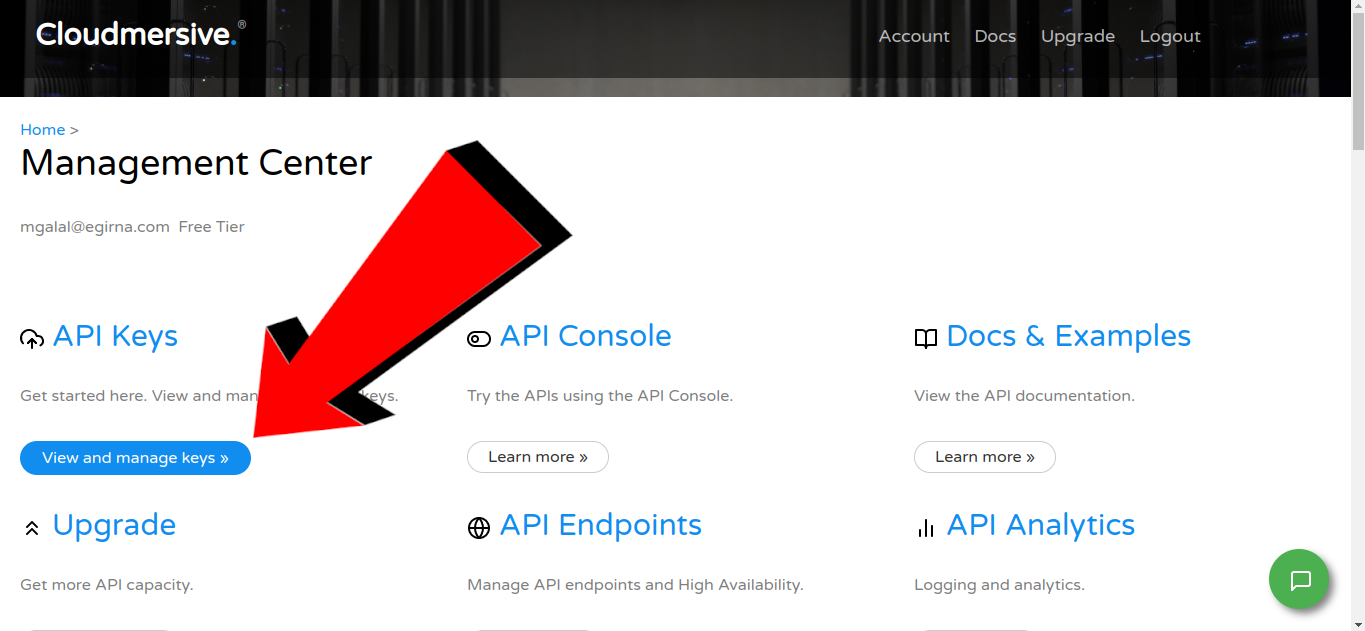 Cloudmersive.®
Account Docs Upgrade Logout
Home >
Management Center
mgalal@egirna.com Free Tier
API Keys
API Console
Docs & Examples
Get started here. View and man keys.
Try the APIs using the API Console.
View the API documentation.
View and manage keys »
Learn more »
Learn more »
Upgrade
API Endpoints
API Analytics
Get more API capacity.
Manage API endpoints and High Availability.
Logging and analytics.